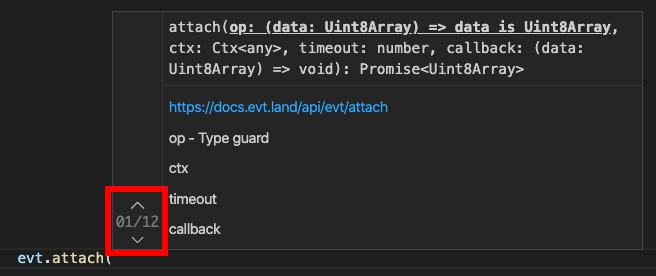 attach(op: (data: Uint8Array) => data is Uint8Array,
ctx: Ctx<any>, timeout: number, callback: (data:
Uint8Array) => void): Promise<Uint8Array>
https://docs.evt.land/api/evt/attach
op - Type guard
ctx
timeout
01/12
callback
evt.attach(